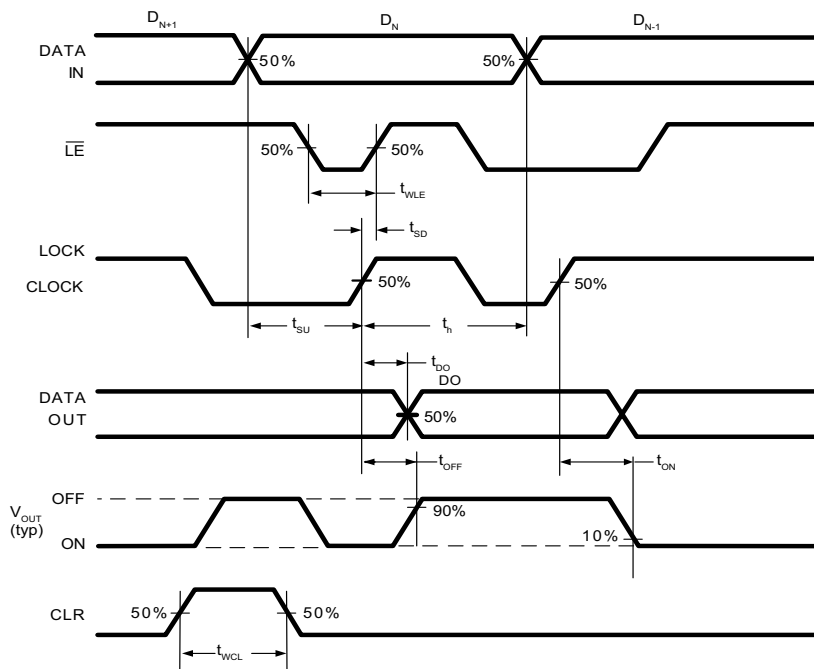 D_N+1 D_N D_N-1
DATA IN 50% 50%
LE 50% 50%
t_WLE
t_SD
LOCK
CLOCK 50% 50%
t_SU t_h
t_DO
DO
DATA OUT 50%
t_OFF t_ON
OFF
V_OUT (typ) 90%
ON 10%
CLR 50% 50%
t_WCL